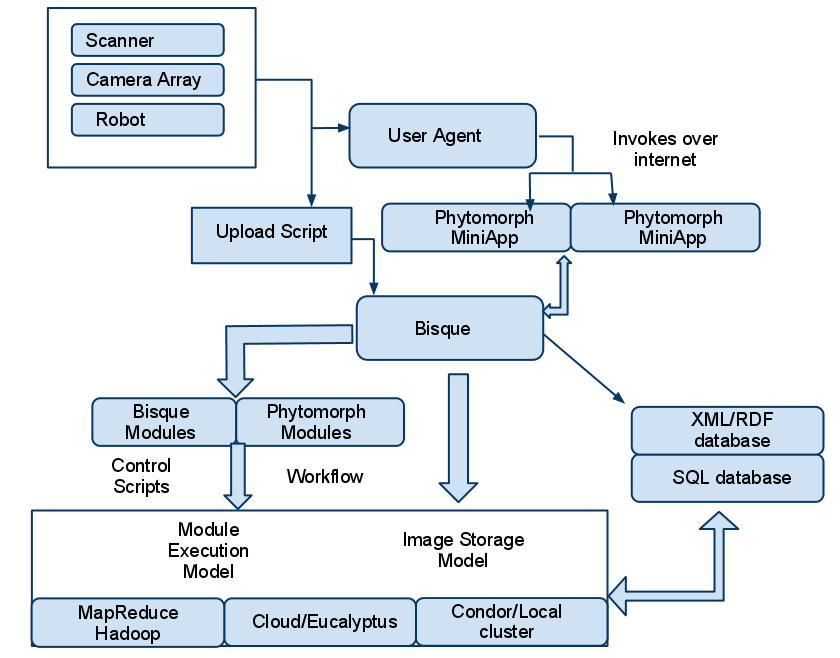 Scanner
Camera Array
Robot
User Agent
Invokes over
internet
Upload Script
Phytomorph
MiniApp
Phytomorph
MiniApp
Bisque
Bisque
Modules
Phytomorph
Modules
XML/RDF
database
SQL database
Control
Scripts
Workflow
Module
Execution
Model
Image Storage
Model
MapReduce
Hadoop
Cloud/Eucalyptus
Condor/Local
cluster